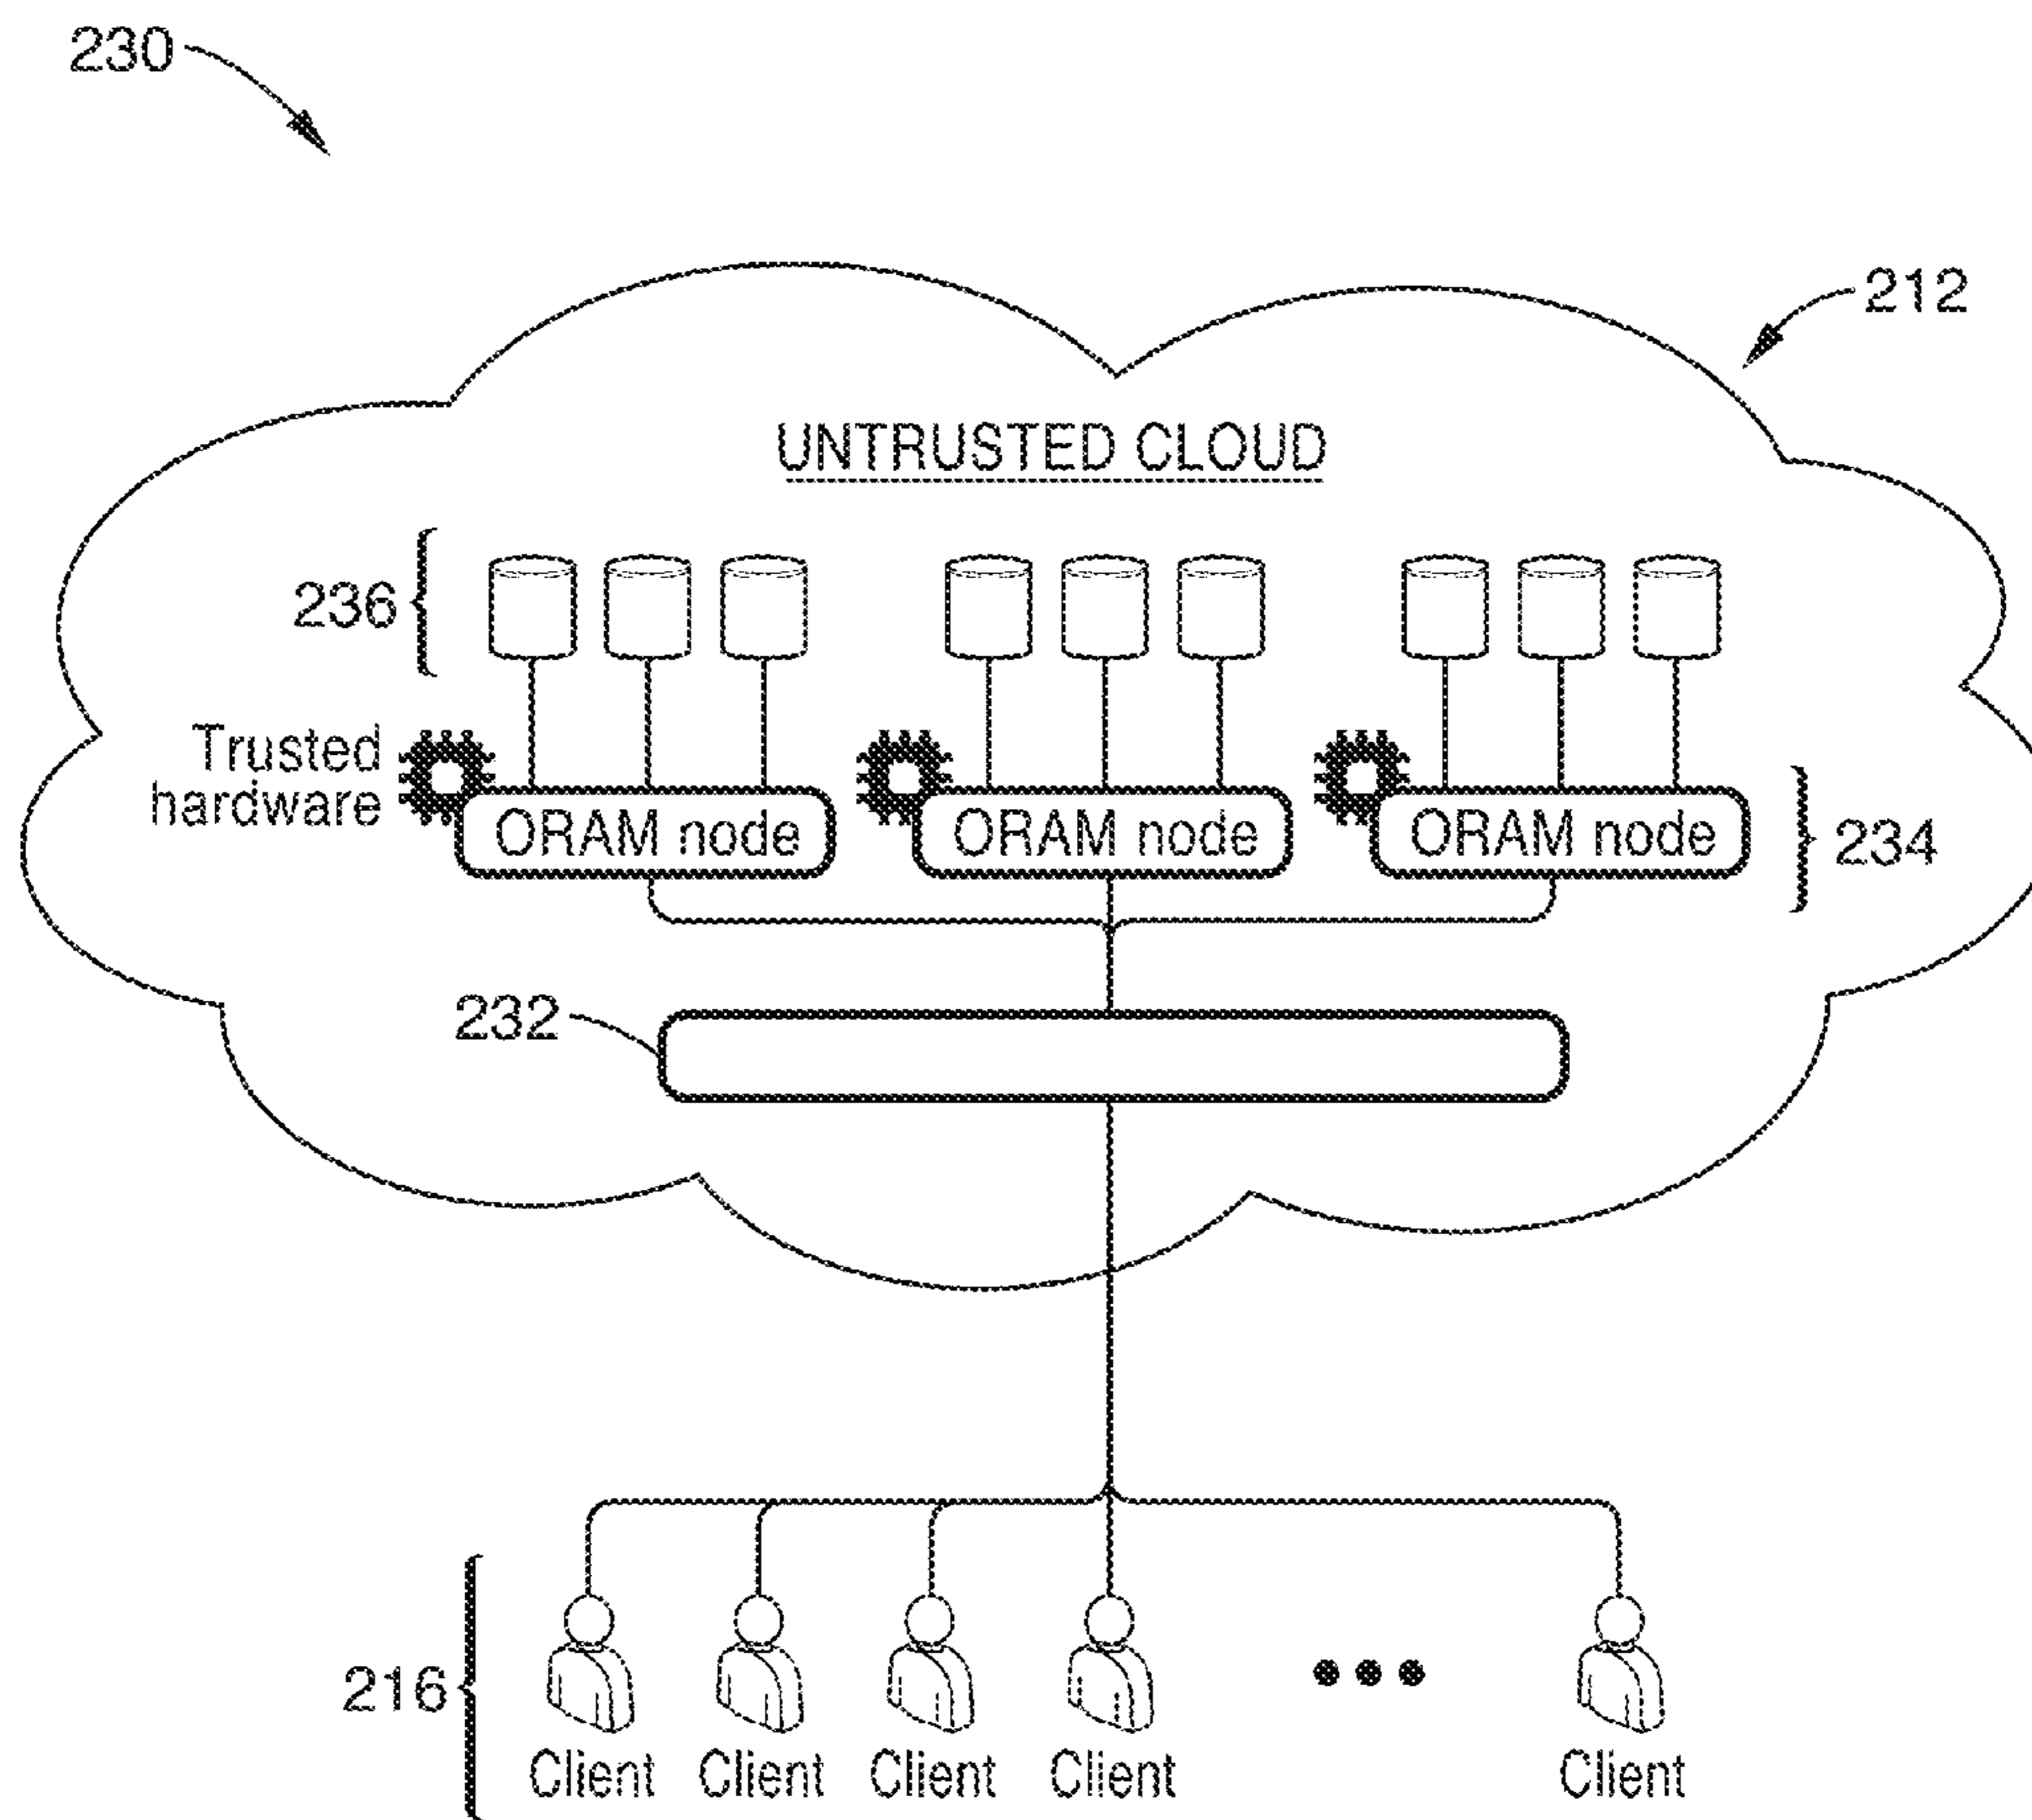 230
212
UNTRUSTED CLOUD
236
Trusted
hardware
ORAM node ORAM node ORAM node
234
232
216
Client Client Client Client Client